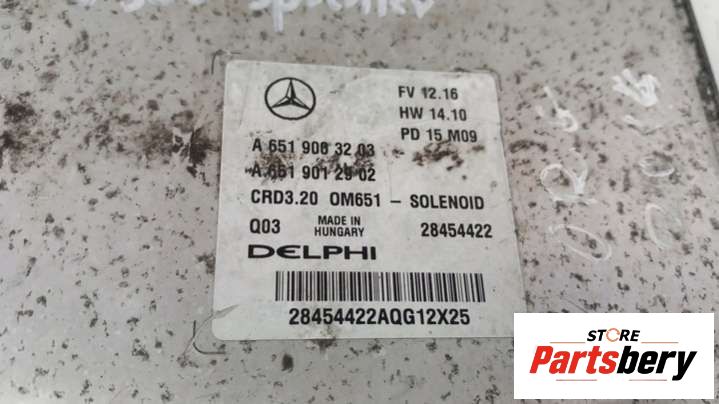 FV 12.16
HW 14.10
PD 15 M09
A 651 900 32 03
A 651 901 29 02
CRD3.20 OM651 – SOLENOID
Q03 MADE IN HUNGARY 28454422
DELPHI
28454422AQG12X25
STORE
Partsbery